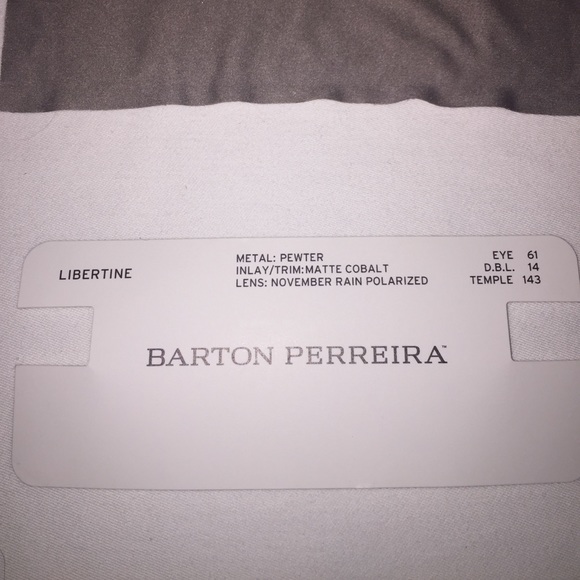 LIBERTINE
METAL: PEWTER
INLAY/TRIM:MATTE COBALT
LENS: NOVEMBER RAIN POLARIZED
EYE 61
D.B.L. 14
TEMPLE 143
BARTON PERREIRA™